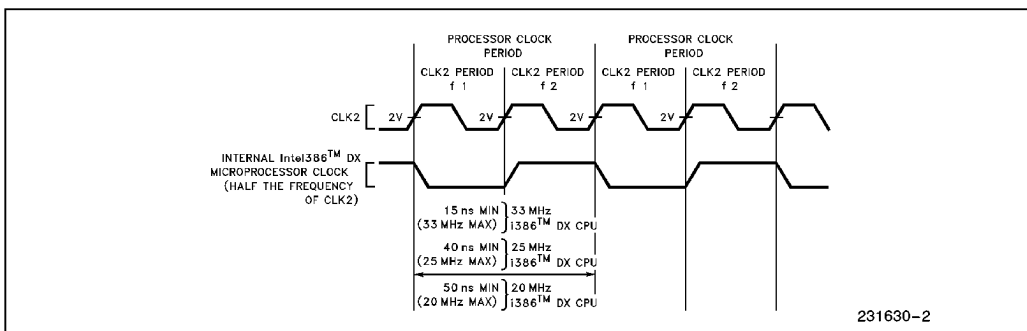 PROCESSOR CLOCK PERIOD
PROCESSOR CLOCK PERIOD
CLK2 PERIOD f 1
CLK2 PERIOD f 2
CLK2 PERIOD f 1
CLK2 PERIOD f 2
CLK2
2V
2V
2V
2V
2V
INTERNAL Intel386™ DX
MICROPROCESSOR CLOCK
(HALF THE FREQUENCY
OF CLK2)
15 ns MIN 33 MHz
(33 MHz MAX) i386™ DX CPU
40 ns MIN 25 MHz
(25 MHz MAX) i386™ DX CPU
50 ns MIN 20 MHz
(20 MHz MAX) i386™ DX CPU
231630-2